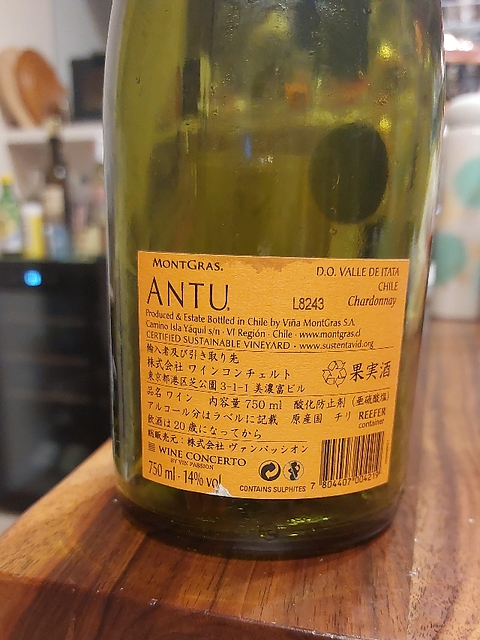 MONTGRAS.
D.O. VALLE DE ITATA
CHILE
ANTU
L8243
Chardonnay
Produced & Estate Bottled in Chile by Viña MontGras S.A.
Camino Isla Yáquil s/n · VI Región · Chile · www.montgras.cl
CERTIFIED SUSTAINABLE VINEYARD · www.sustentavid.org
輸入者及び引き取り先
株式会社 ワインコンチェルト
果実酒
東京都港区芝公園 3-1-1 美濃富ビル
品名 ワイン 内容量 750 ml 酸化防止剤 (亜硫酸塩)
アルコール分はラベルに記載 原産国 チリ
REEFER
container
飲酒は20歳になってから
販売元: 株式会社 ヴァンパッシオン
WINE CONCERTO
BY VIN PASSION
750 ml · 14% vol
CONTAINS SULPHITES
7 804407 004219